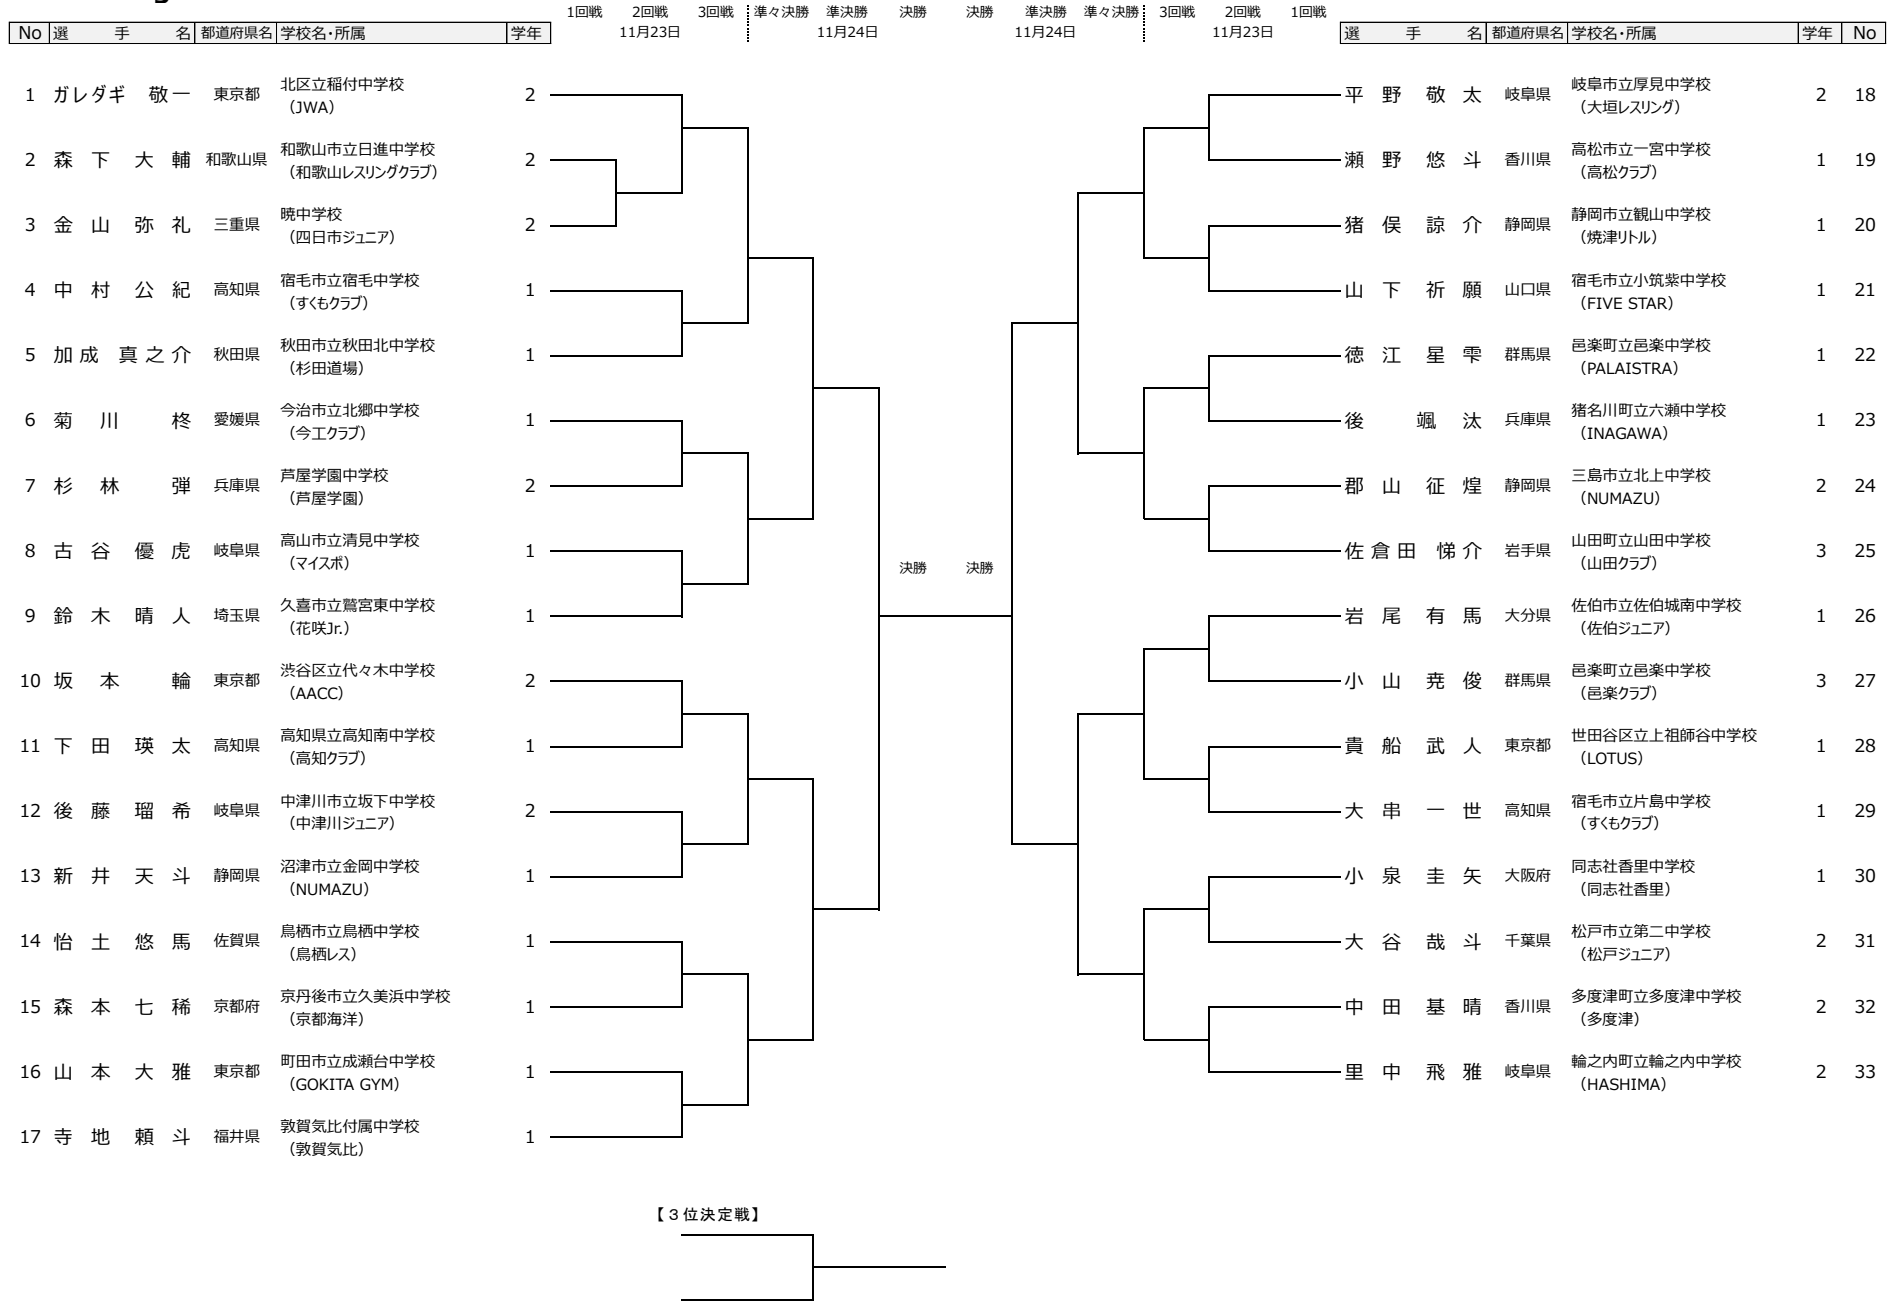 1回戦 2回戦 3回戦 準々決勝 準決勝 決勝 決勝 準決勝 準々決勝 3回戦 2回戦 1回戦
No 選 手 名 都道府県名 学校名・所属 学年 11月23日 11月24日 11月24日 11月23日 選 手 名 都道府県名 学校名・所属 学年 No
1 ガレダギ 敬一 東京都 北区立稲付中学校 2
（JWA）
2 森下大輔 和歌山県 和歌山市立日進中学校 2
（和歌山レスリングクラブ）
3 金山弥礼 三重県 暁中学校 2
（四日市ジュニア）
4 中村公紀 高知県 宿毛市立宿毛中学校 1
（すくもクラブ）
5 加成真之介 秋田県 秋田市立秋田北中学校 1
（杉田道場）
6 菊川柊 愛媛県 今治市立北郷中学校 1
（今工クラブ）
7 杉林弾 兵庫県 芦屋学園中学校 2
（芦屋学園）
8 古谷優虎 岐阜県 高山市立清見中学校 1
（マイスポ）
9 鈴木晴人 埼玉県 久喜市立鷲宮東中学校 1
（花咲Jr.）
10 坂本輪 東京都 渋谷区立代々木中学校 2
（AACC）
11 下田瑛太 高知県 高知県立高知南中学校 1
（高知クラブ）
12 後藤瑠希 岐阜県 中津川市立坂下中学校 2
（中津川ジュニア）
13 新井天斗 静岡県 沼津市立金岡中学校 1
（NUMAZU）
14 怡土悠馬 佐賀県 鳥栖市立鳥栖中学校 1
（鳥栖レス）
15 森本七稀 京都府 京丹後市立久美浜中学校 1
（京都海洋）
16 山本大雅 東京都 町田市立成瀬台中学校 1
（GOKITA GYM）
17 寺地頼斗 福井県 敦賀気比付属中学校 1
（敦賀気比）
決勝 決勝
平野敬太 岐阜県 岐阜市立厚見中学校 2 18
（大垣レスリング）
瀬野悠斗 香川県 高松市立一宮中学校 1 19
（高松クラブ）
猪俣諒介 静岡県 静岡市立観山中学校 1 20
（焼津リトル）
山下祈願 山口県 宿毛市立小筑紫中学校 1 21
（FIVE STAR）
徳江星雫 群馬県 邑楽町立邑楽中学校 1 22
（PALAISTRA）
後颯汰 兵庫県 猪名川町立六瀬中学校 1 23
（INAGAWA）
郡山征煌 静岡県 三島市立北上中学校 2 24
（NUMAZU）
佐倉田悌介 岩手県 山田町立山田中学校 3 25
（山田クラブ）
岩尾有馬 大分県 佐伯市立佐伯城南中学校 1 26
（佐伯ジュニア）
小山尭俊 群馬県 邑楽町立邑楽中学校 3 27
（邑楽クラブ）
貴船武人 東京都 世田谷区立上祖師谷中学校 1 28
（LOTUS）
大串一世 高知県 宿毛市立片島中学校 1 29
（すくもクラブ）
小泉圭矢 大阪府 同志社香里中学校 1 30
（同志社香里）
大谷哉斗 千葉県 松戸市立第二中学校 2 31
（松戸ジュニア）
中田基晴 香川県 多度津町立多度津中学校 2 32
（多度津）
里中飛雅 岐阜県 輪之内町立輪之内中学校 2 33
（HASHIMA）
【３位決定戦】